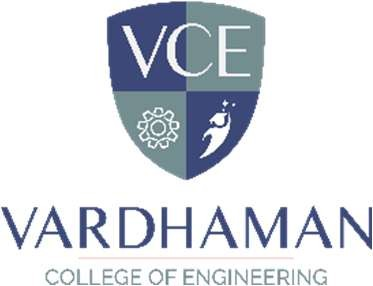 VCE
VARDHAMAN
COLLEGE OF ENGINEERING